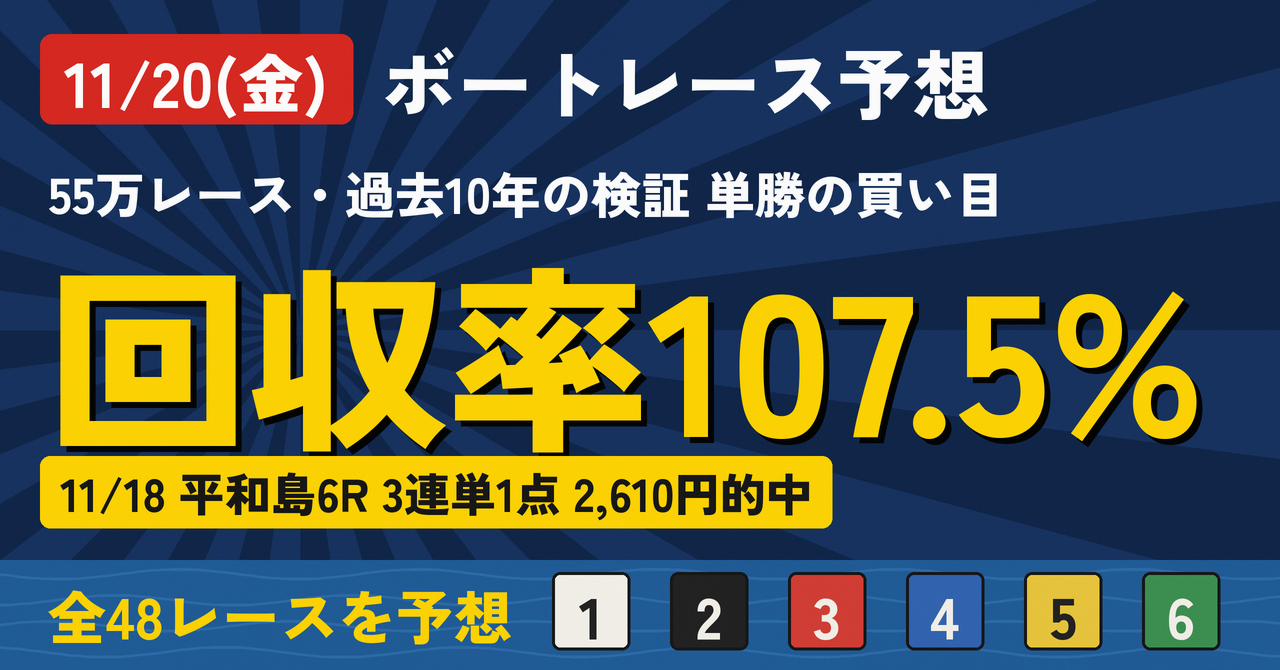 11/20(金) ボートレース予想
55万レース・過去10年の検証 単勝の買い目
回収率107.5%
11/18 平和島6R 3連単1点 2,610円的中
全48レースを予想 1 2 3 4 5 6